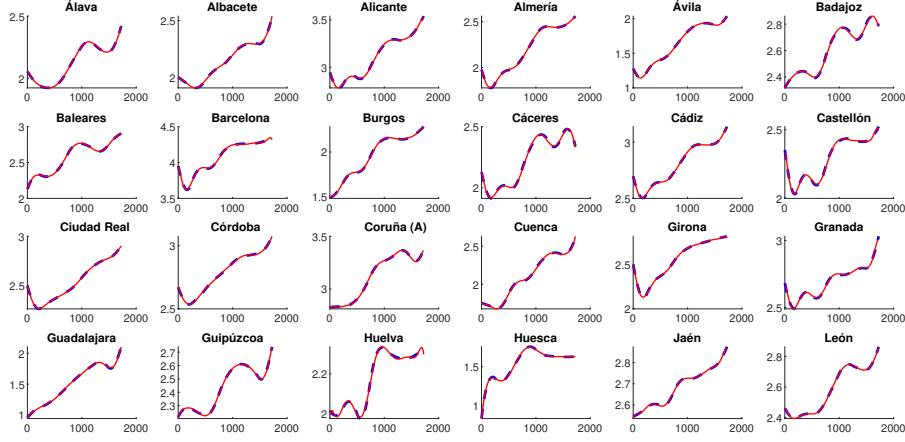 Álava Albacete Alicante Almería Ávila Badajoz
2.5 2.5 3.5 2.5 2 2.8
2 2 3 2 1.5 2.6
2.4
0 1000 2000 0 1000 2000 0 1000 2000 0 1000 2000 0 1000 2000 0 1000 2000
Baleares Barcelona Burgos Cáceres Cádiz Castellón
3 4.5 2.5 3 2.5
2.5 4 2 2 2.5 2
2 3.5 1.5
0 1000 2000 0 1000 2000 0 1000 2000 0 1000 2000 0 1000 2000 0 1000 2000
Ciudad Real Córdoba Coruña (A) Cuenca Girona Granada
3 3 3.5 2.5 2.5 3
2.5 2.5 3 2 2 2.5
0 1000 2000 0 1000 2000 0 1000 2000 0 1000 2000 0 1000 2000 0 1000 2000
Guadalajara Guipúzcoa Huelva Huesca Jaén León
2 2.7 2.2 1.5 2.8 2.8
1.5 2.6 2 1 2.7 2.6
1 2.5 2.6 2.4
2.3 2.2
0 1000 2000 0 1000 2000 0 1000 2000 0 1000 2000 0 1000 2000 0 1000 2000